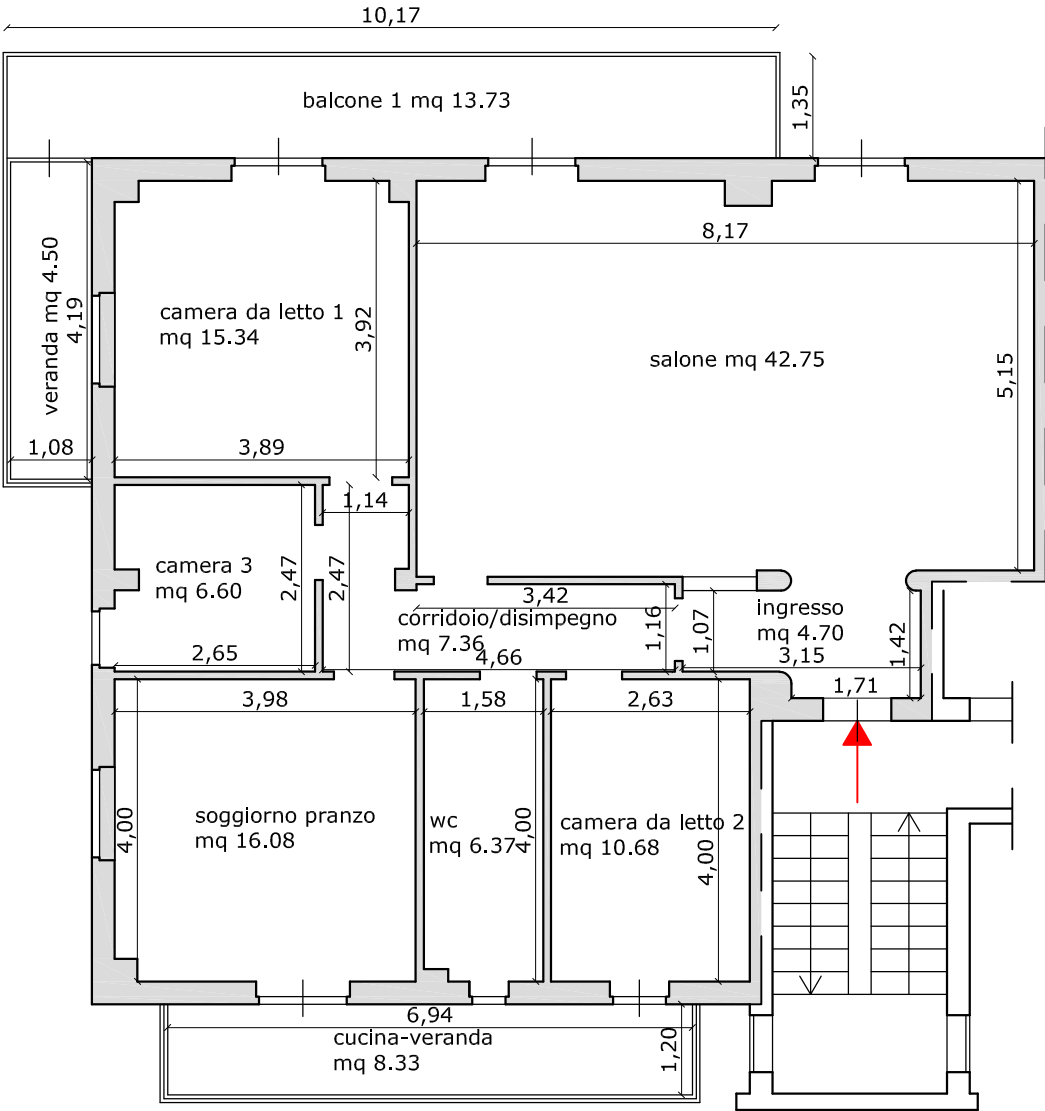 10,17
balcone 1 mq 13.73
1,35
veranda mq 4.50
4,19
1,08
camera da letto 1
mq 15.34
3,92
3,89
8,17
salone mq 42.75
5,15
1,14
camera 3
mq 6.60
2,47
2,47
2,65
3,42
corridoio/disimpegno
mq 7.36
4,66
1,16
1,07
ingresso
mq 4.70
3,15
1,42
1,71
3,98
1,58
2,63
soggiorno pranzo
mq 16.08
4,00
wc
mq 6.37
4,00
camera da letto 2
mq 10.68
4,00
6,94
cucina-veranda
mq 8.33
1,20